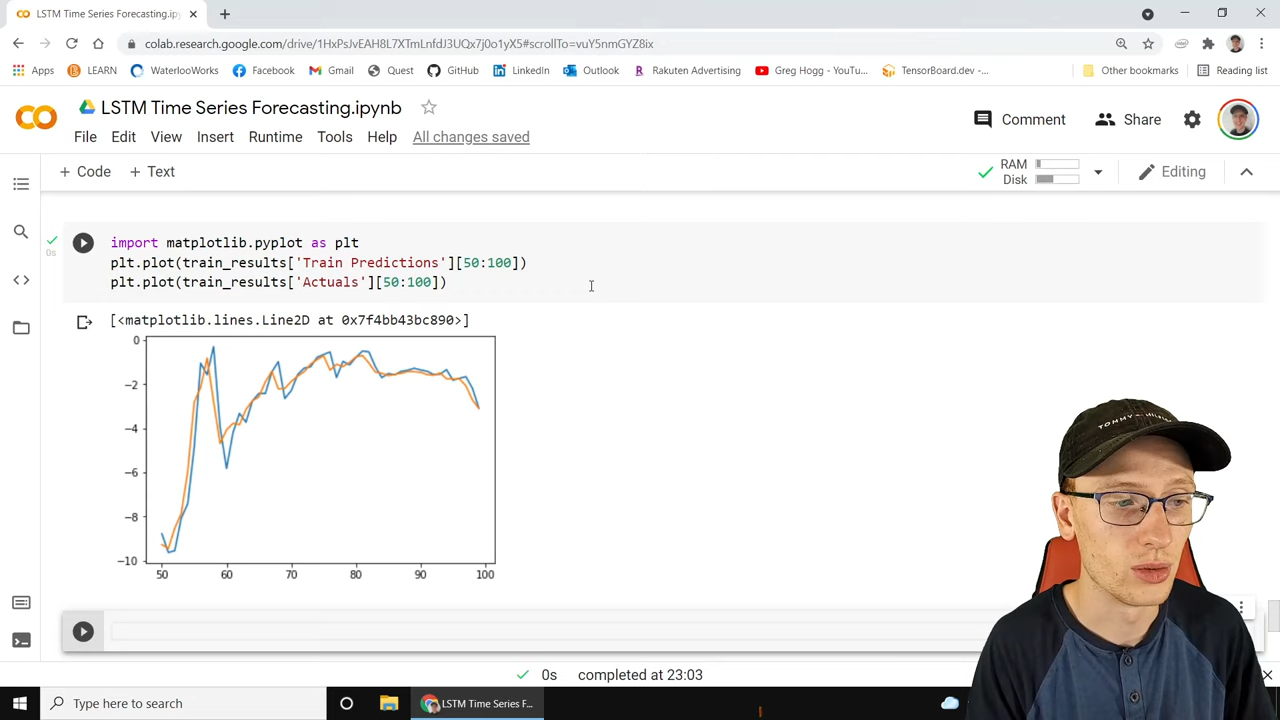 LSTM Time Series Forecasting.ipy
colab.research.google.com/drive/1HxPsJvEAH8L7XTmLnfdJ3UQx7j0o1yX5#scrollTo=vuY5nmGYZ8ix
Apps LEARN WaterlooWorks Facebook Gmail Quest GitHub LinkedIn Outlook Rakuten Advertising Greg Hogg - YouTu... TensorBoard.dev -... Other bookmarks Reading list
LSTM Time Series Forecasting.ipynb
Comment Share
File Edit View Insert Runtime Tools Help All changes saved
+ Code + Text RAM Disk Editing
import matplotlib.pyplot as plt
0s
plt.plot(train_results['Train Predictions'][50:100])
plt.plot(train_results['Actuals'][50:100])
[<matplotlib.lines.Line2D at 0x7f4bb43bc890>]
0
−2
−4
−6
−8
−10
50 60 70 80 90 100
TOMMY
0s completed at 23:03
Type here to search
LSTM Time Series F...